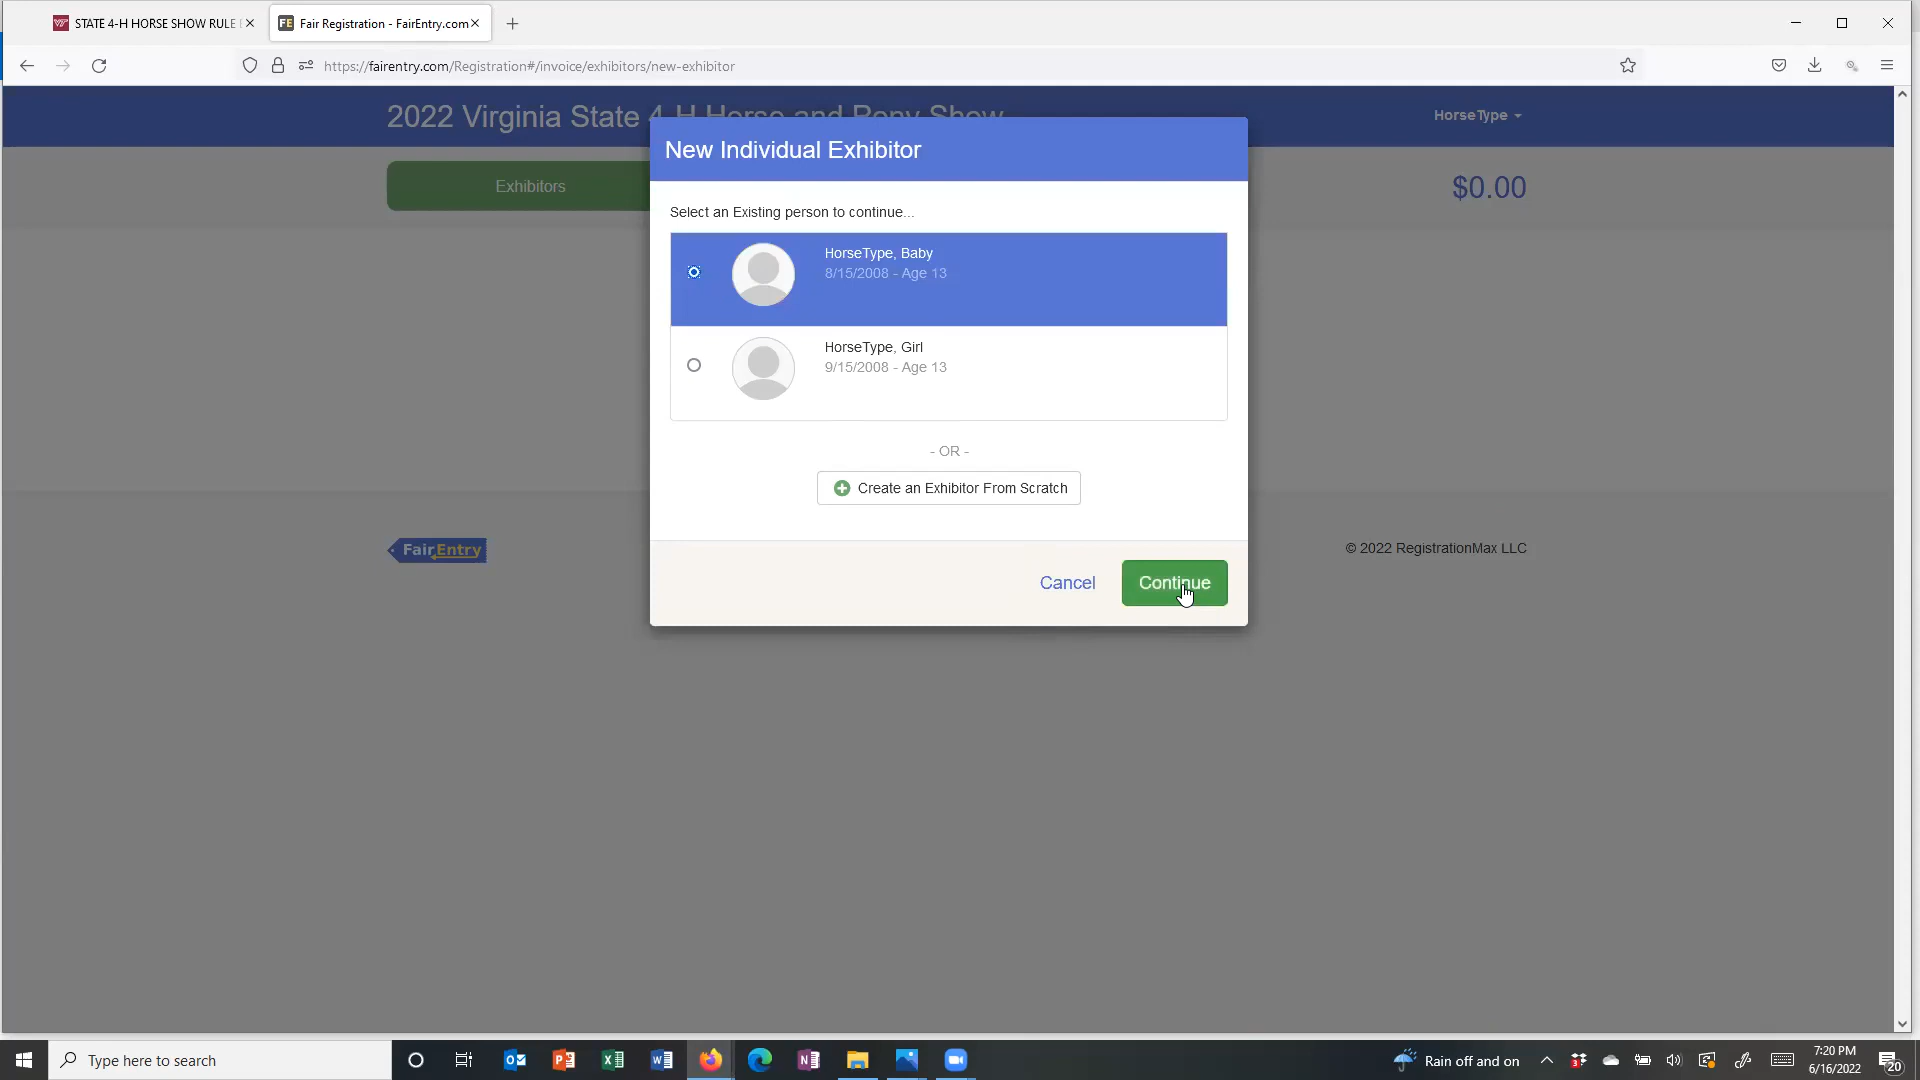 STATE 4-H HORSE SHOW RULE
Fair Registration - FairEntry.com
https://fairentry.com/Registration#/invoice/exhibitors/new-exhibitor
2022 Virginia State 4-H Horse and Pony Show
HorseType
Exhibitors
$0.00
New Individual Exhibitor
Select an Existing person to continue...
HorseType, Baby
8/15/2008 - Age 13
HorseType, Girl
9/15/2008 - Age 13
- OR -
Create an Exhibitor From Scratch
Cancel
Continue
FairEntry
© 2022 RegistrationMax LLC
Type here to search
Rain off and on
7:20 PM
6/16/2022
20